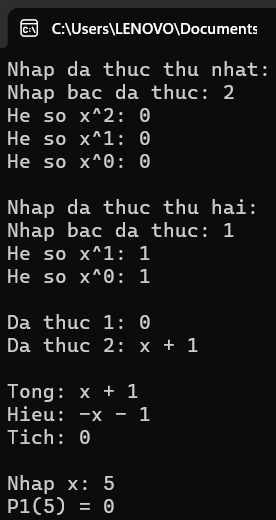 C:\Users\LENOVO\Documents
Nhap da thuc thu nhat:
Nhap bac da thuc: 2
He so x^2: 0
He so x^1: 0
He so x^0: 0
Nhap da thuc thu hai:
Nhap bac da thuc: 1
He so x^1: 1
He so x^0: 1
Da thuc 1: 0
Da thuc 2: x + 1
Tong: x + 1
Hieu: -x - 1
Tich: 0
Nhap x: 5
P1(5) = 0